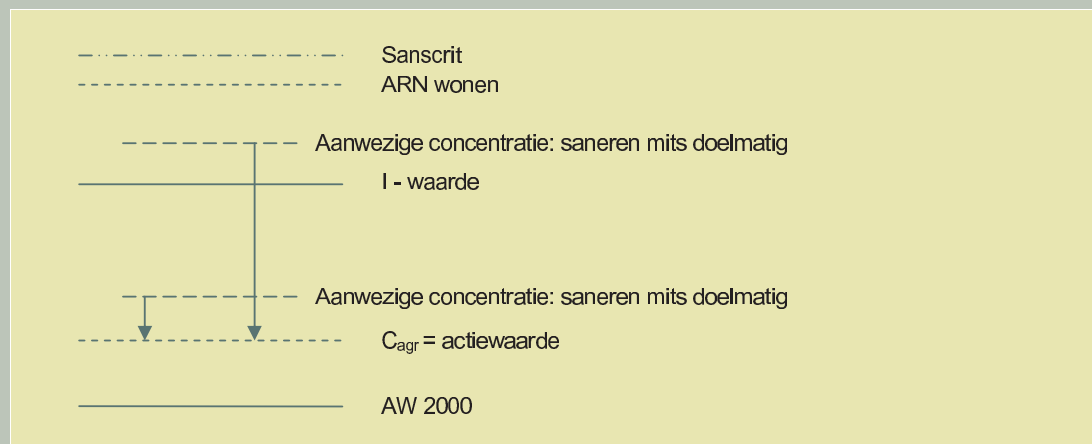 Sanscrit
ARN wonen
Aanwezige concentratie: saneren mits doelmatig
I - waarde
Aanwezige concentratie: saneren mits doelmatig
Cagr = actiewaarde
AW 2000